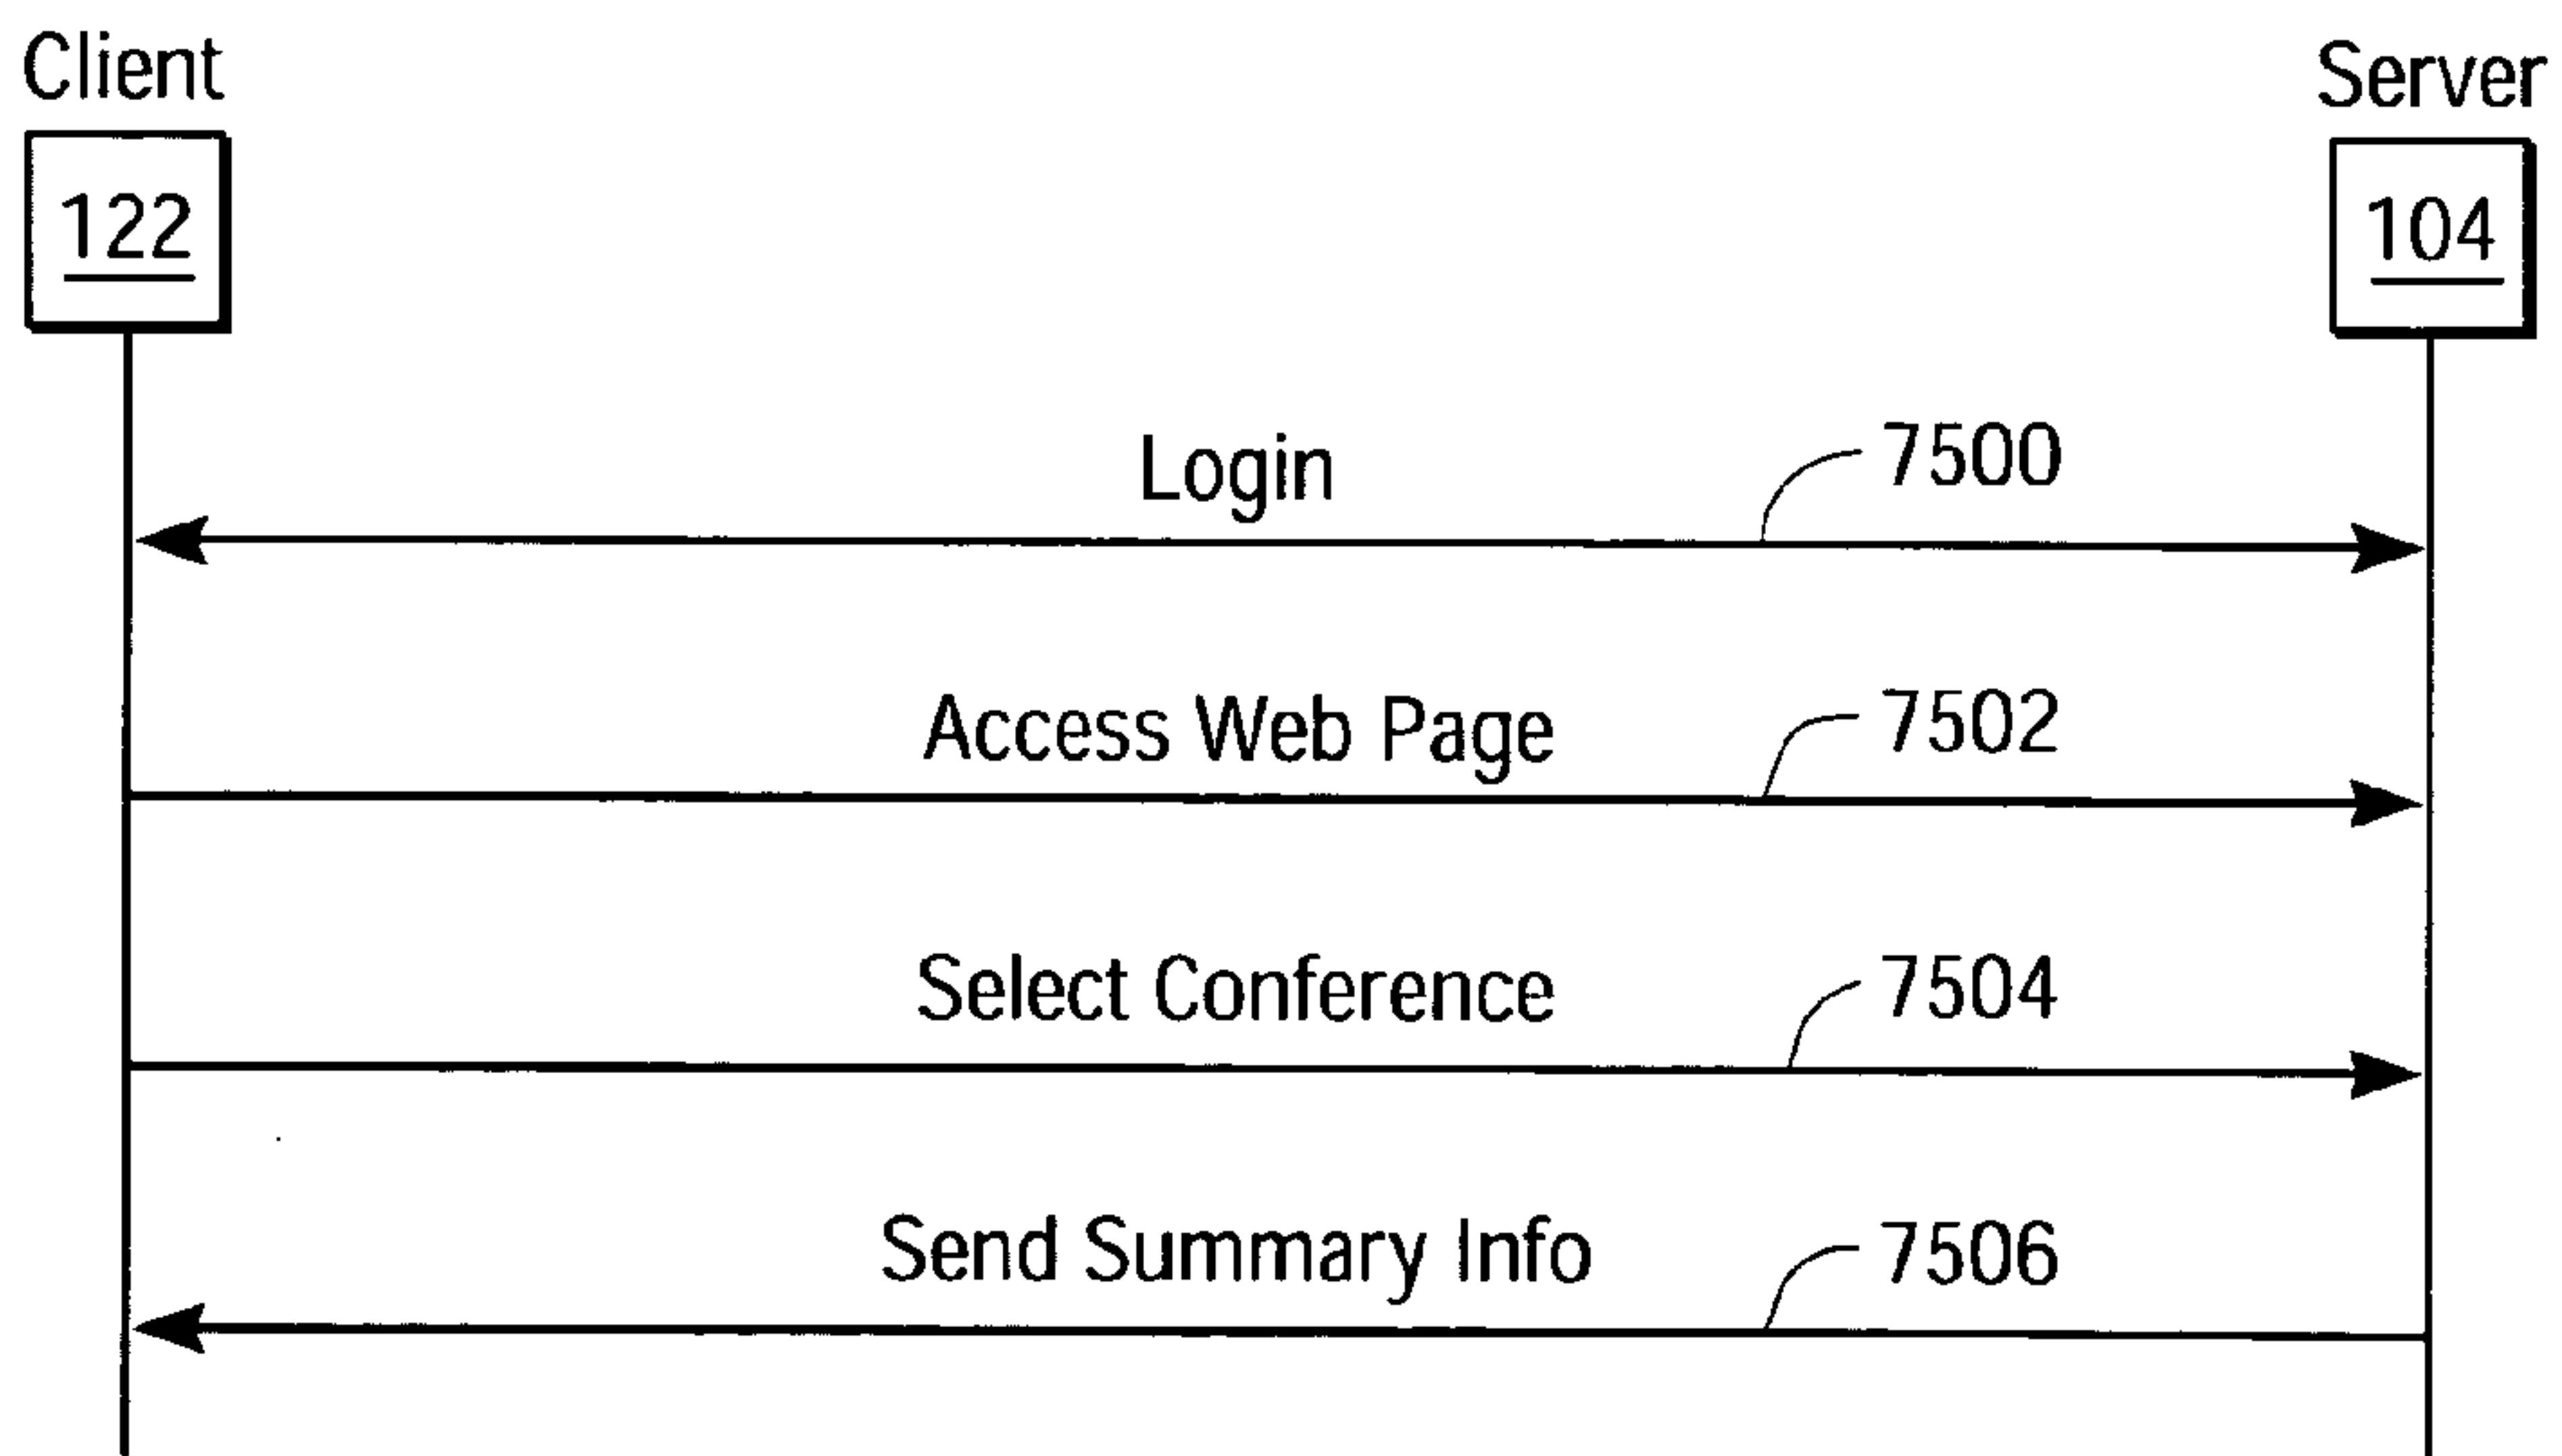 Client
Server
122
104
Login
7500
Access Web Page
7502
Select Conference
7504
Send Summary Info
7506